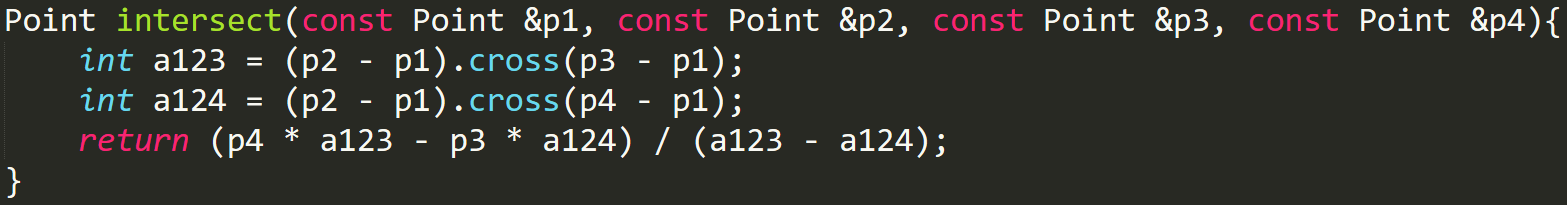 Point intersect(const Point &p1, const Point &p2, const Point &p3, const Point &p4){
    int a123 = (p2 - p1).cross(p3 - p1);
    int a124 = (p2 - p1).cross(p4 - p1);
    return (p4 * a123 - p3 * a124) / (a123 - a124);
}